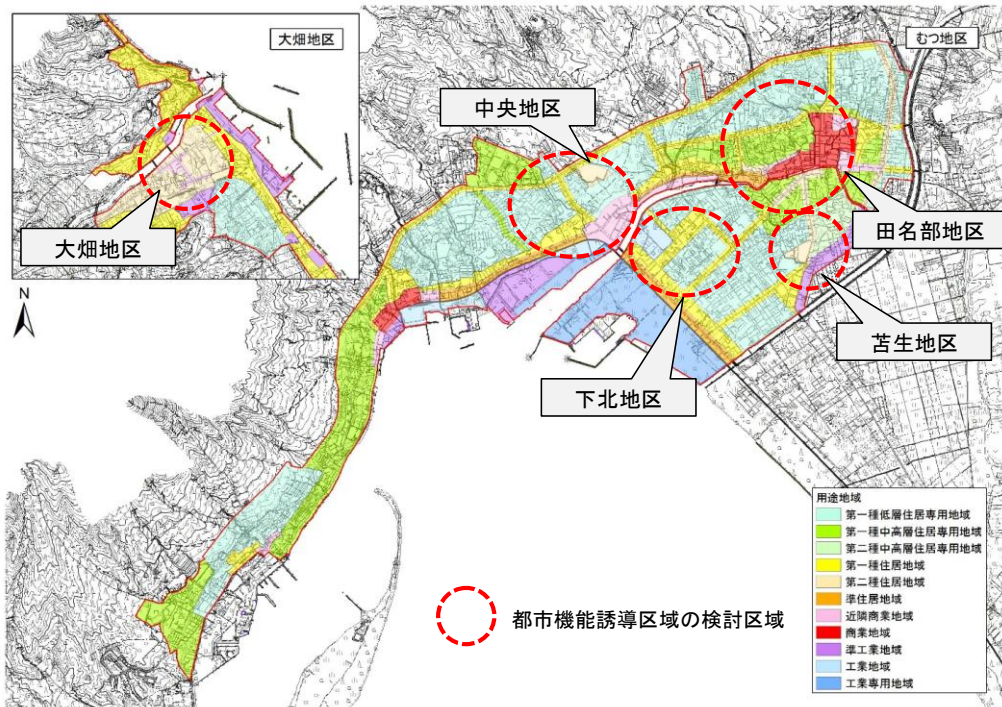 大畑地区
むつ地区
中央地区
大畑地区
田名部地区
苫生地区
下北地区
N
用途地域
第一種低層住居専用地域
第一種中高層住居専用地域
第二種中高層住居専用地域
第一種住居地域
第二種住居地域
準住居地域
近隣商業地域
商業地域
準工業地域
工業地域
工業専用地域
都市機能誘導区域の検討区域